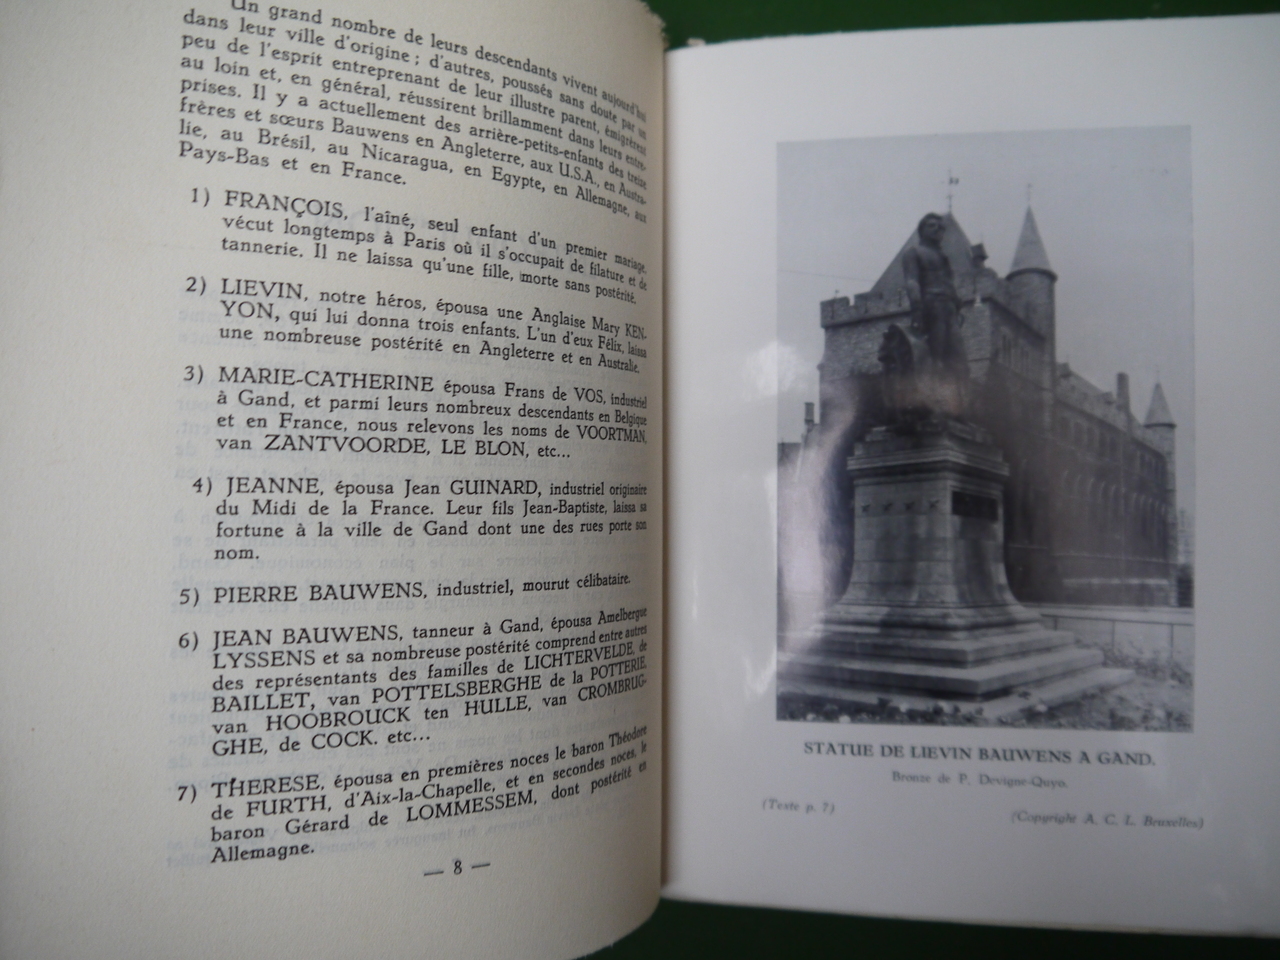 Un grand nombre de leurs descendants vivent aujourd'hui
dans leur ville d'origine ; d'autres, poussés sans doute par un
peu de l'esprit entreprenant de leur illustre parent, émigrèrent
au loin et, en général, réussirent brillamment dans leurs entre-
prises. Il y a actuellement des arrière-petits-enfants des treize
frères et sœurs Bauwens en Angleterre, aux U.S.A., en Austra-
lie, au Brésil, au Nicaragua, en Egypte, en Allemagne, aux
Pays-Bas et en France.
1) FRANÇOIS, l'aîné, seul enfant d'un premier mariage,
vécut longtemps à Paris où il s'occupait de filature et de
tannerie. Il ne laissa qu'une fille, morte sans postérité.
2) LIEVIN, notre héros, épousa une Anglaise Mary KEN-
YON, qui lui donna trois enfants. L'un d'eux Félix, laissa
une nombreuse postérité en Angleterre et en Australie.
3) MARIE-CATHERINE épousa Frans de VOS, industriel
à Gand, et parmi leurs nombreux descendants en Belgique
et en France, nous relevons les noms de VOORTMAN,
van ZANTVOORDE, LE BLON, etc...
4) JEANNE, épousa Jean GUINARD, industriel originaire
du Midi de la France. Leur fils Jean-Baptiste, laissa sa
fortune à la ville de Gand dont une des rues porte son
nom.
5) PIERRE BAUWENS, industriel, mourut célibataire.
6) JEAN BAUWENS, tanneur à Gand, épousa Amelbergue
LYSSENS et sa nombreuse postérité comprend entre autres
des représentants des familles de LICHTERVELDE, de
BAILLET, van POTTELSBERGHE de la POTTERIE,
van HOOBROUCK ten HULLE, van CROMBRUG-
GHE, de COCK. etc...
7) THERESE, épousa en premières noces le baron Théodore
de FURTH, d'Aix-la-Chapelle, et en secondes noces, le
baron Gérard de LOMMESSEM, dont postérité en
Allemagne.
— 8 —
STATUE DE LIEVIN BAUWENS A GAND.
Bronze de P. Devigne-Quyo.
(Texte p. 7)
(Copyright A. C. L. Bruxelles)